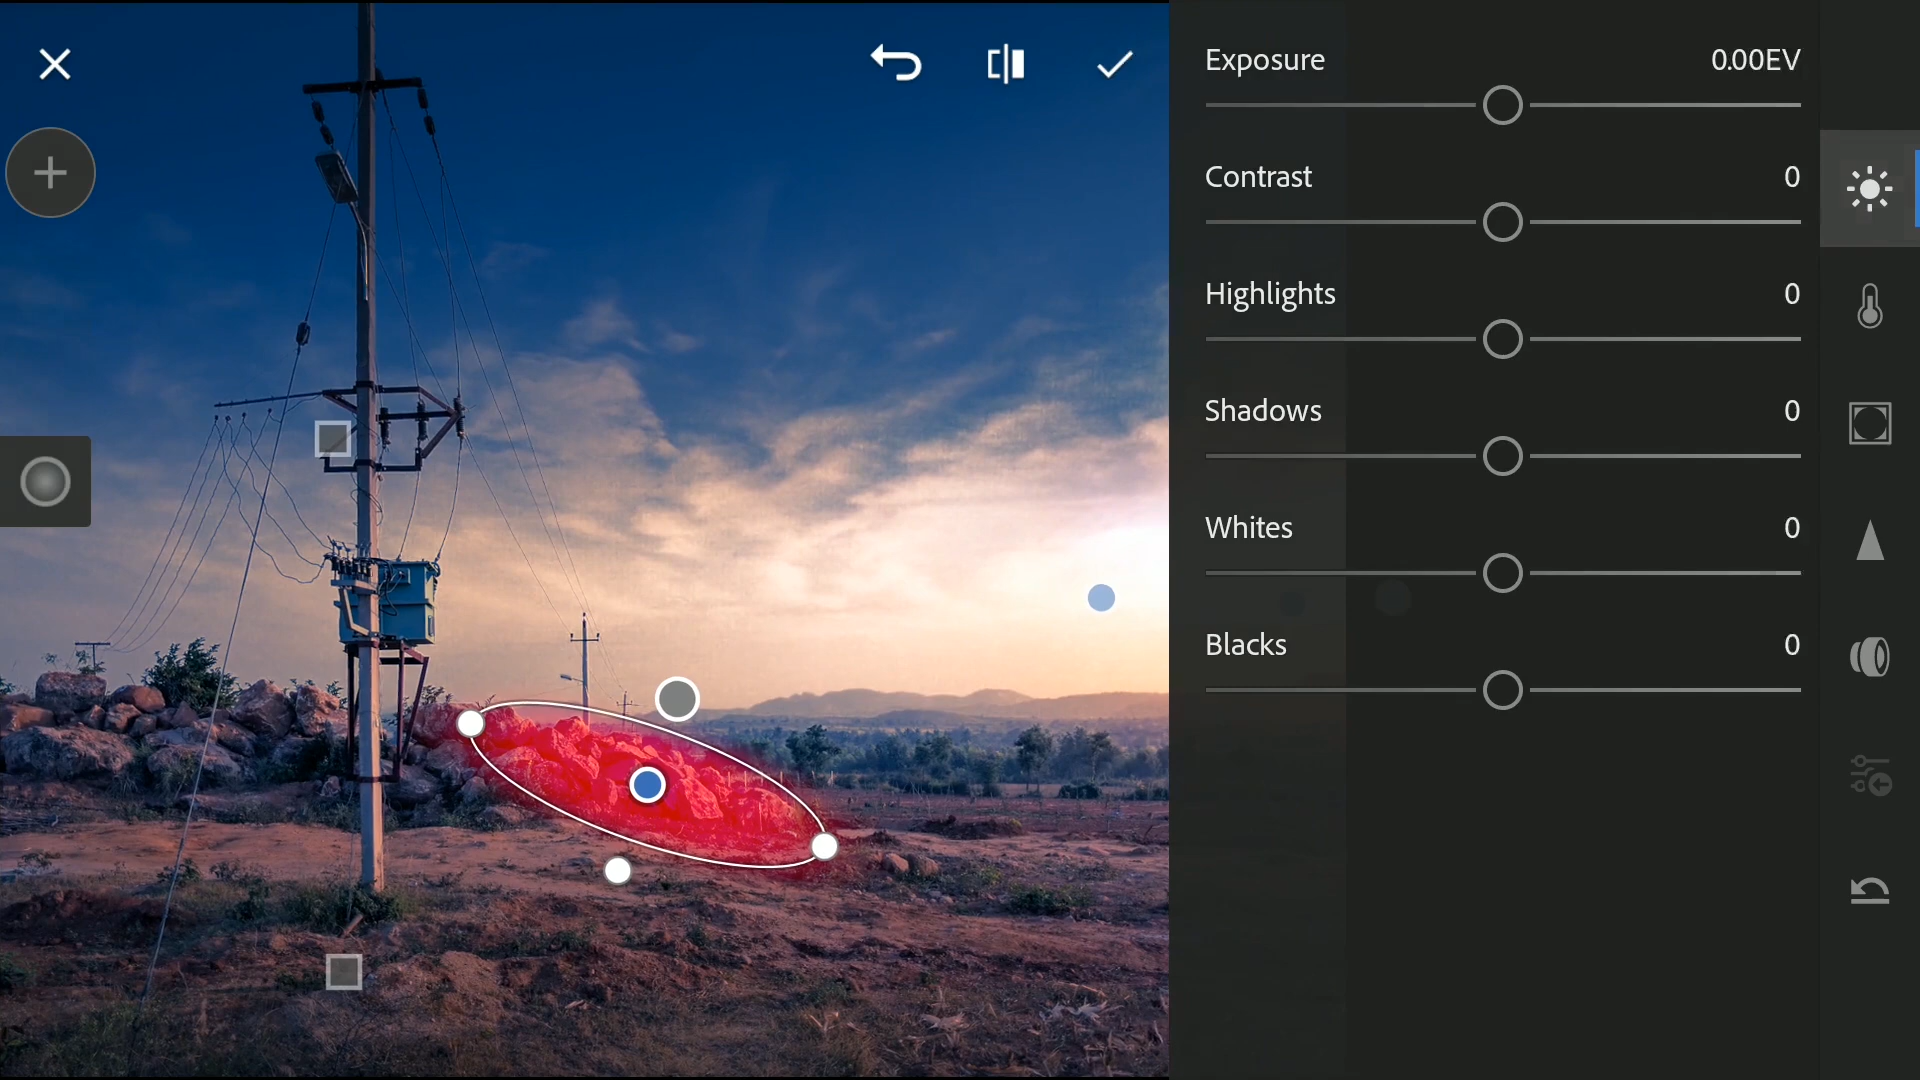 Exposure 0.00EV
Contrast 0
Highlights 0
Shadows 0
Whites 0
Blacks 0